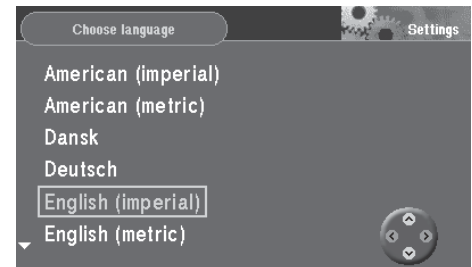 Choose language
Settings
American (imperial)
American (metric)
Dansk
Deutsch
English (imperial)
English (metric)